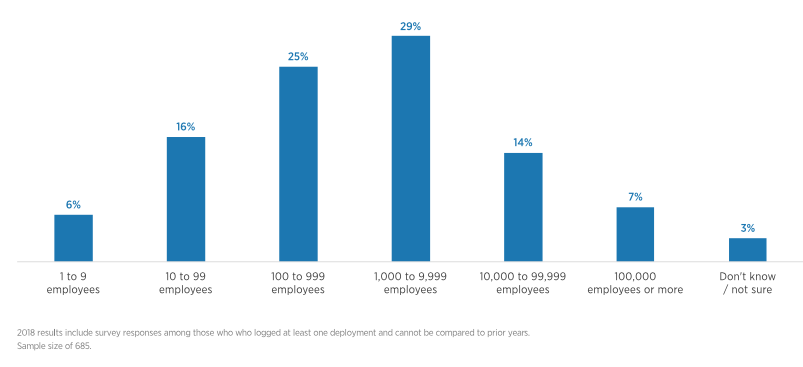 29%
25%
16%
14%
6%
7%
3%
1 to 9
employees
10 to 99
employees
100 to 999
employees
1,000 to 9,999
employees
10,000 to 99,999
employees
100,000
employees or more
Don't know
/ not sure
2018 results include survey responses among those who who logged at least one deployment and cannot be compared to prior years.
Sample size of 685.